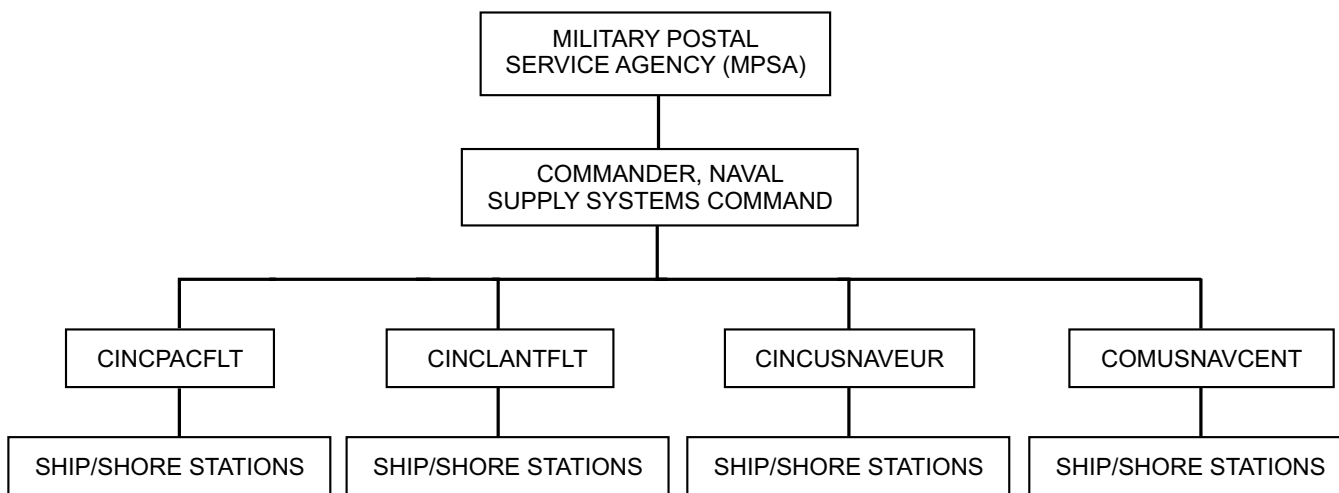 MILITARY POSTAL
SERVICE AGENCY (MPSA)
COMMANDER, NAVAL
SUPPLY SYSTEMS COMMAND
CINCPACFLT
CINCLANTFLT
CINCUSNAVEUR
COMUSNAVCENT
SHIP/SHORE STATIONS
SHIP/SHORE STATIONS
SHIP/SHORE STATIONS
SHIP/SHORE STATIONS